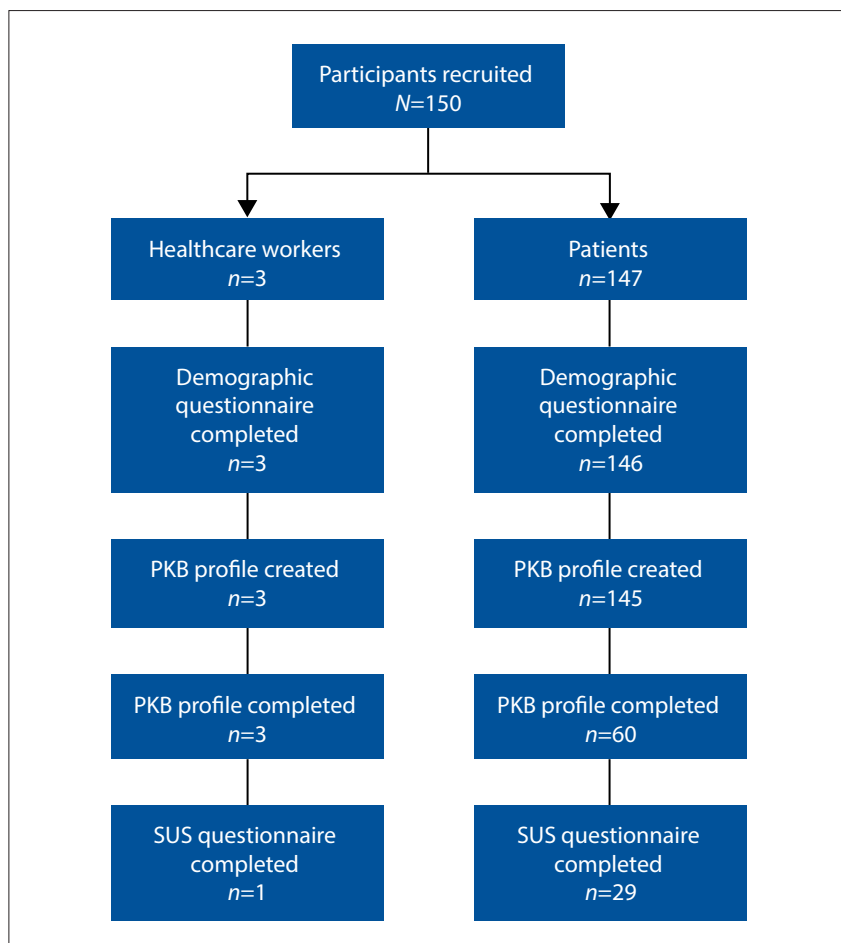 Participants recruited
N=150
Healthcare workers
n=3
Patients
n=147
Demographic
questionnaire
completed
n=3
Demographic
questionnaire
completed
n=146
PKB profile created
n=3
PKB profile created
n=145
PKB profile completed
n=3
PKB profile completed
n=60
SUS questionnaire
completed
n=1
SUS questionnaire
completed
n=29